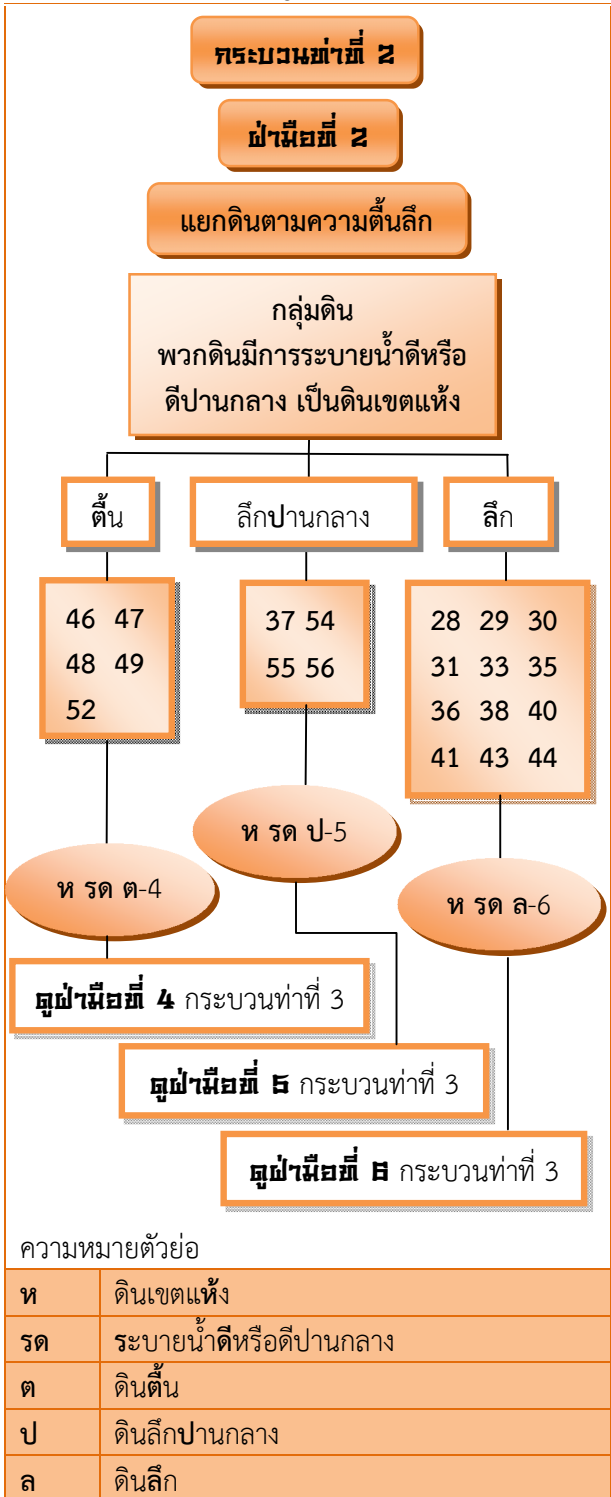 กระบวนท่าที่ 2
ฝ่ามือที่ 2
แยกดินตามความตื้นลึก
กลุ่มดิน
พวกดินมีการระบายน้ำดีหรือ
ดีปานกลาง เป็นดินเขตแห้ง
ตื้น
ลึกปานกลาง
ลึก
46 47
48 49
52
37 54
55 56
28 29 30
31 33 35
36 38 40
41 43 44
ห รด ป-5
ห รด ต-4
ห รด ล-6
ดูฝ่ามือที่ 4 กระบวนท่าที่ 3
ดูฝ่ามือที่ 5 กระบวนท่าที่ 3
ดูฝ่ามือที่ 6 กระบวนท่าที่ 3
ความหมายตัวย่อ
ห ดินเขตแห้ง
รด ระบายน้ำดีหรือดีปานกลาง
ต ดินตื้น
ป ดินลึกปานกลาง
ล ดินลึก